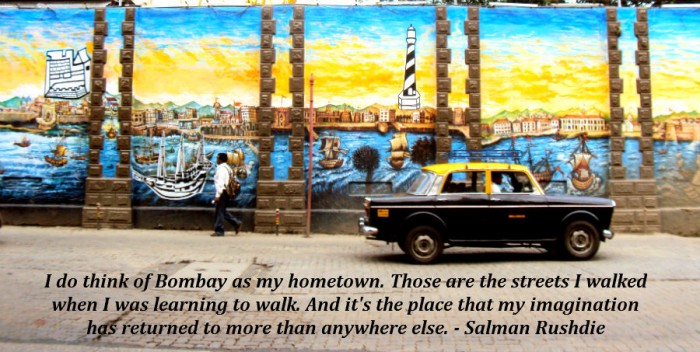 I do think of Bombay as my hometown. Those are the streets I walked
when I was learning to walk. And it's the place that my imagination
has returned to more than anywhere else. - Salman Rushdie